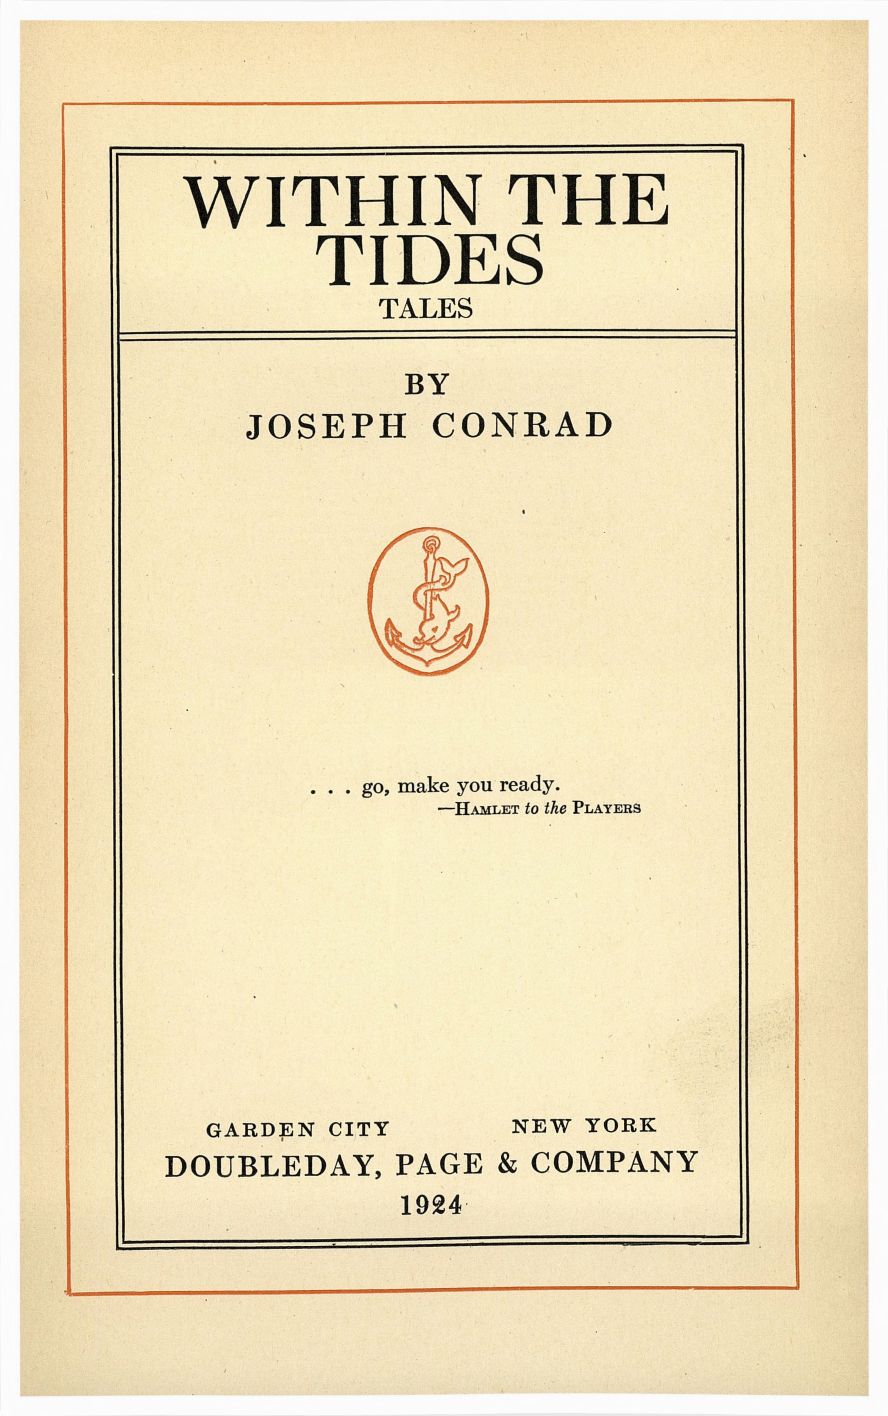 WITHIN THE
TIDES
TALES
BY
JOSEPH CONRAD
. . . go, make you ready.
—HAMLET to the PLAYERS
GARDEN CITY NEW YORK
DOUBLEDAY, PAGE & COMPANY
1924